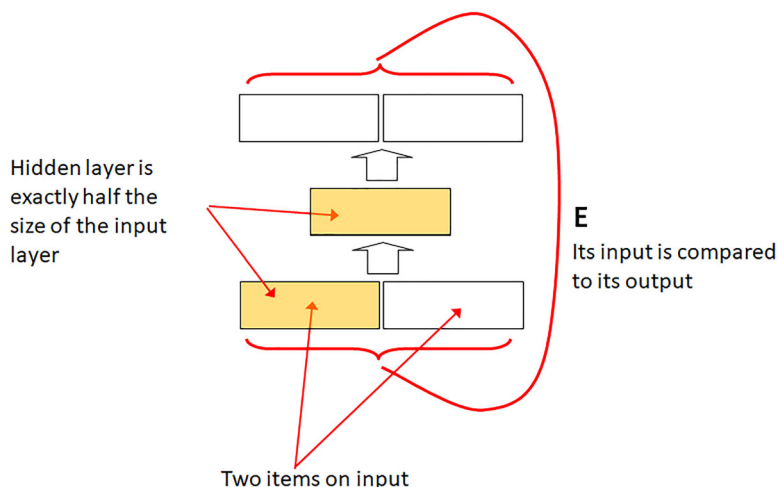 Hidden layer is
exactly half the
size of the input
layer
E
Its input is compared
to its output
Two items on input